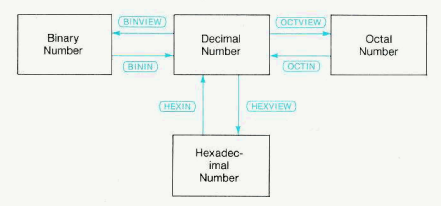 BINVIEW
OCTVIEW
Binary
Number
Decimal
Number
Octal
Number
BININ
OCTIN
HEXIN
HEXVIEW
Hexadec-
imal
Number